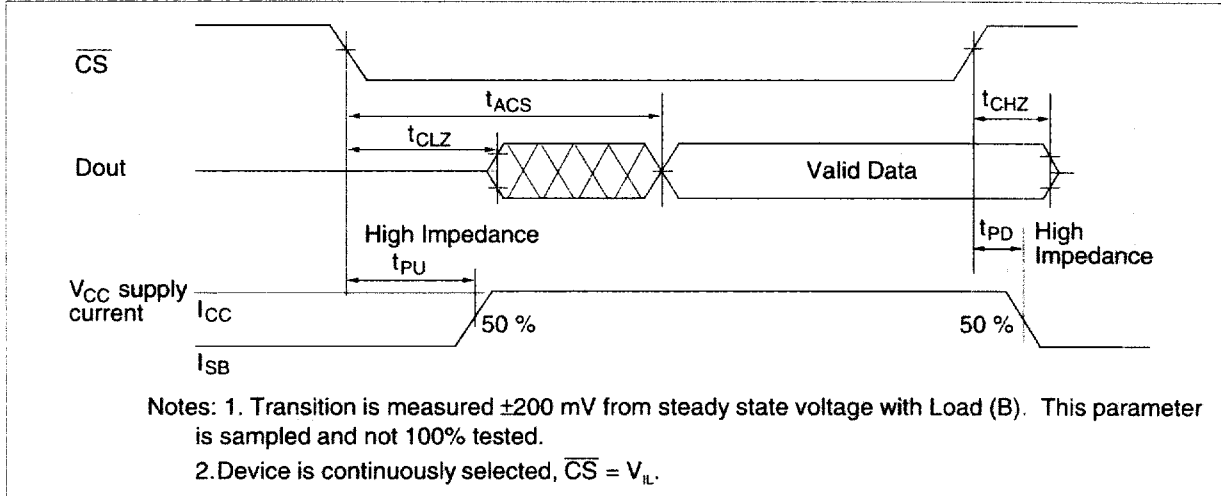 CS
tACS
tCHZ
tCLZ
Dout
Valid Data
High Impedance
tPD
High
Impedance
tPU
VCC supply
current
ICC
50 %
50 %
ISB
Notes: 1. Transition is measured ±200 mV from steady state voltage with Load (B). This parameter
is sampled and not 100% tested.
2. Device is continuously selected, CS = VIL.